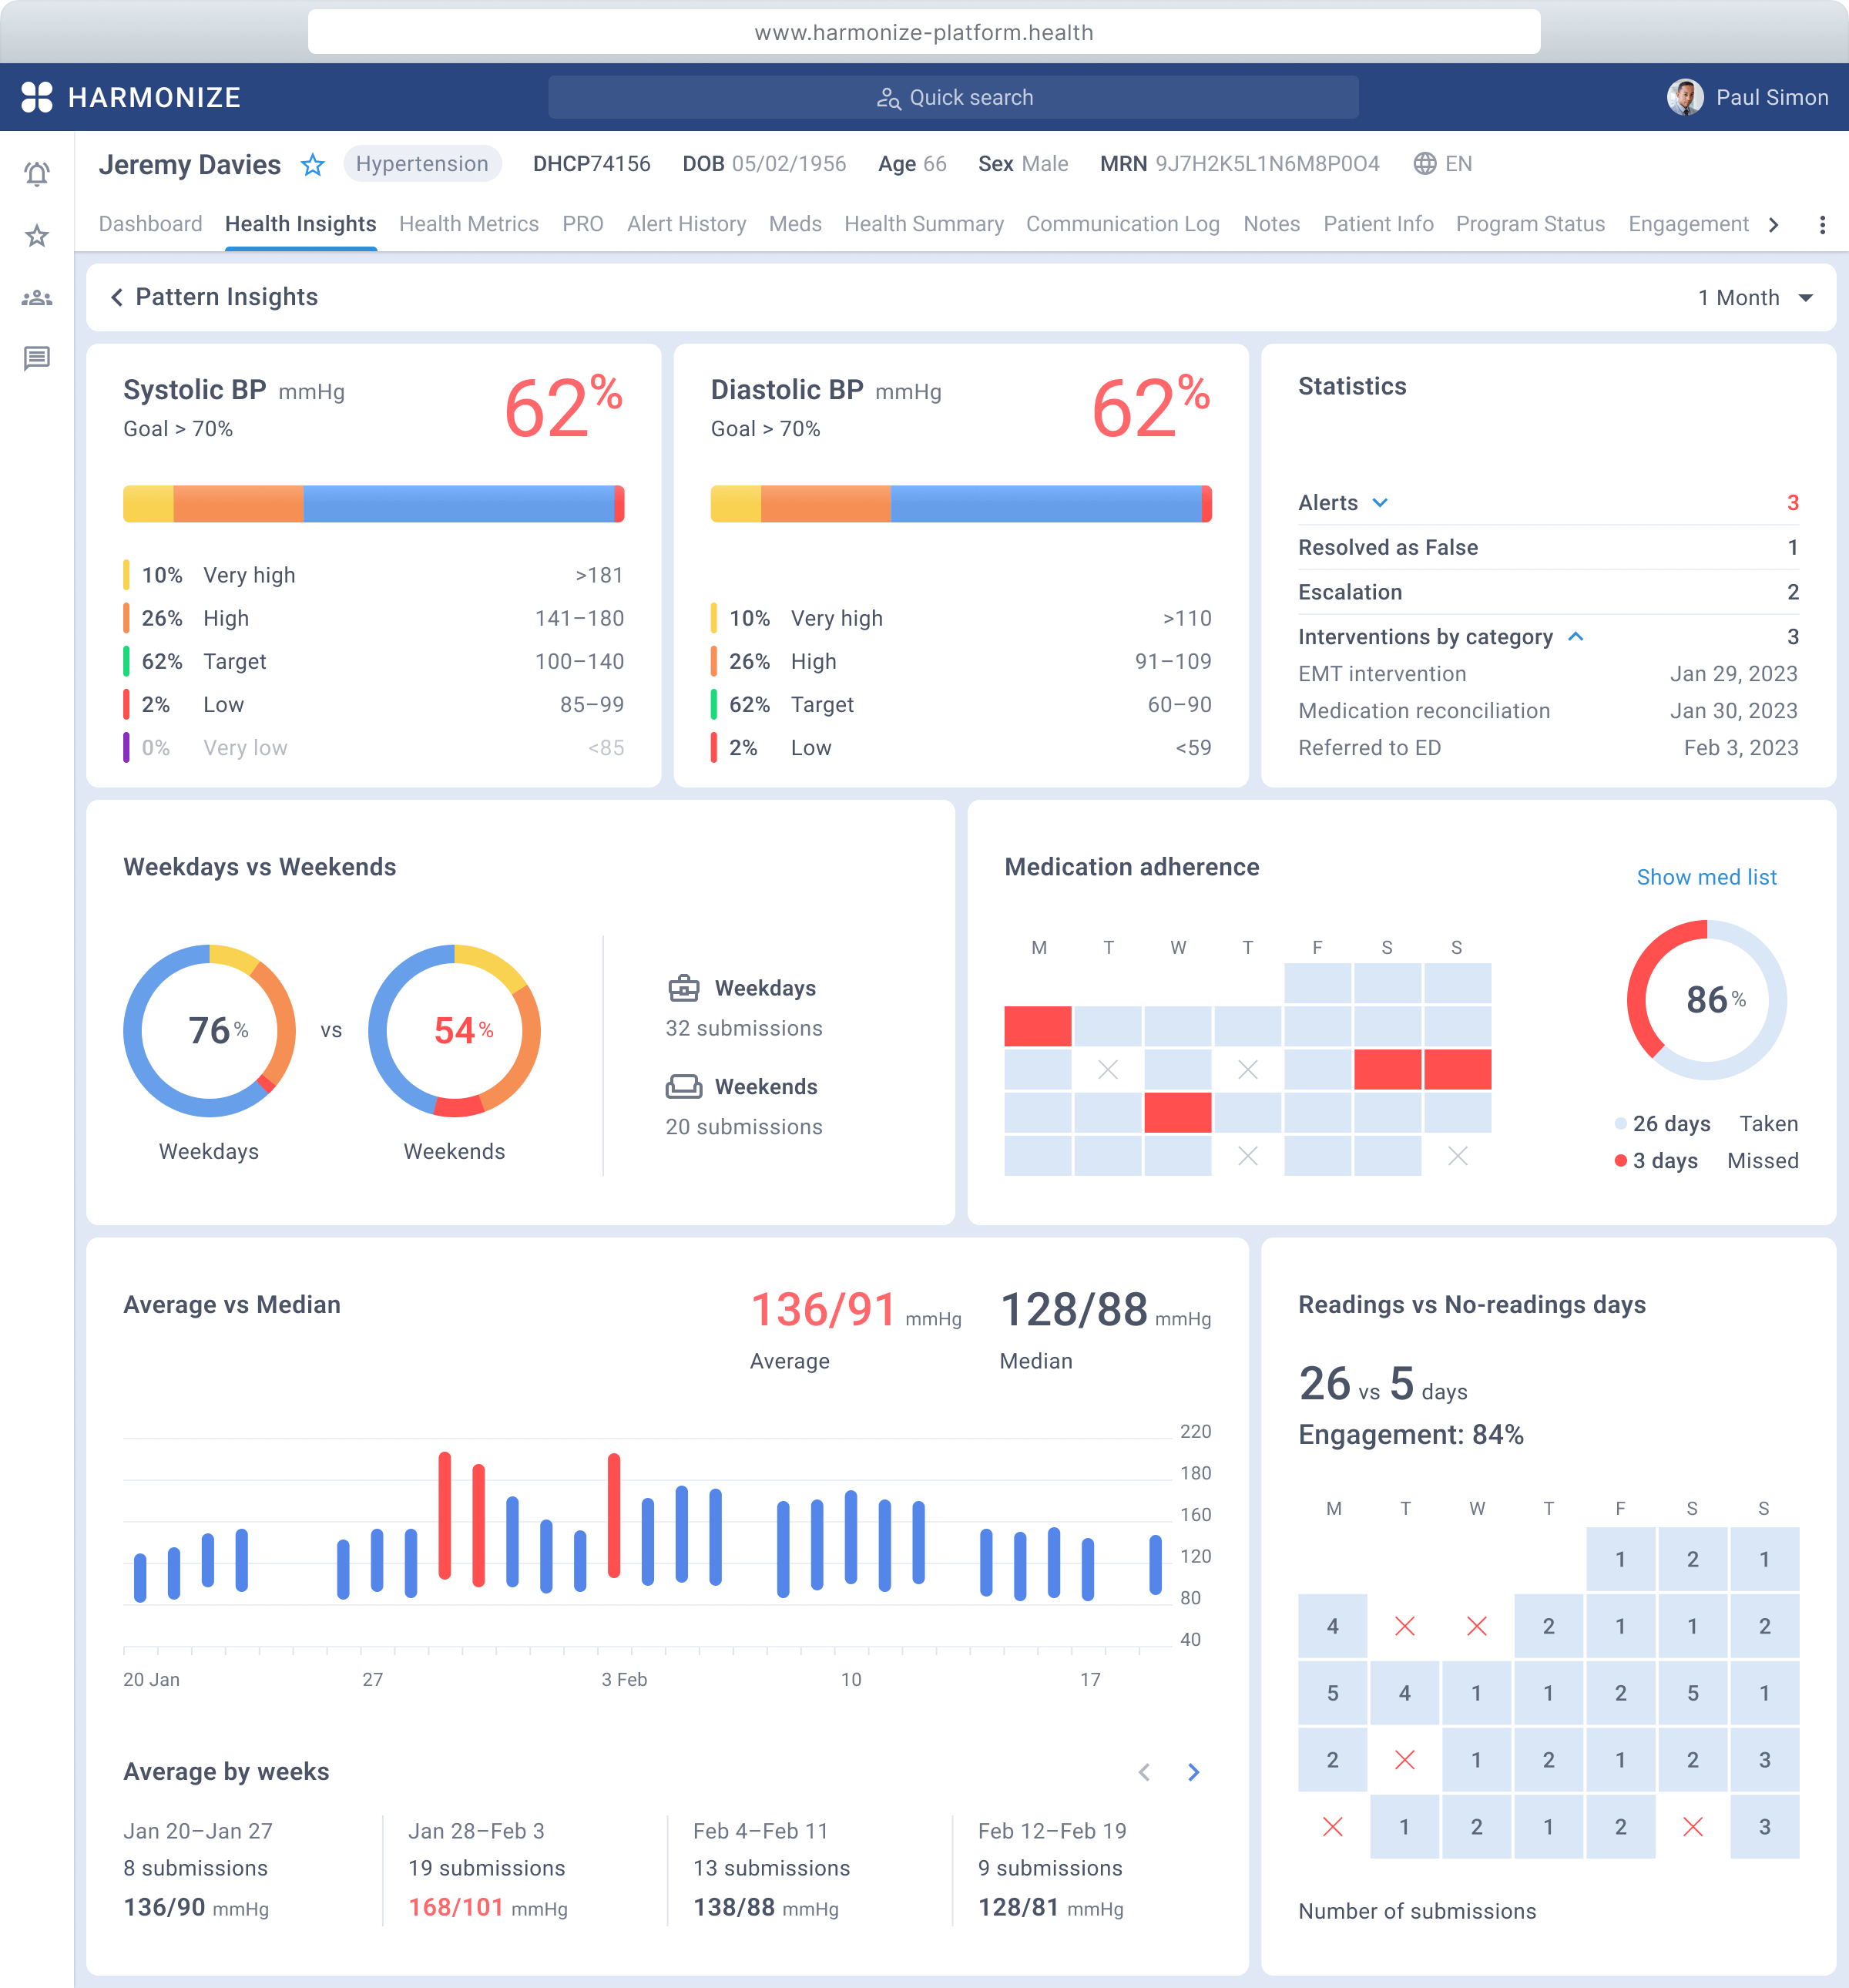 www.harmonize-platform.health
HARMONIZE
Quick search
Paul Simon
Jeremy Davies Hypertension DHCP74156 DOB 05/02/1956 Age 66 Sex Male MRN 9J7H2K5L1N6M8P0O4 EN
Dashboard Health Insights Health Metrics PRO Alert History Meds Health Summary Communication Log Notes Patient Info Program Status Engagement
Pattern Insights
1 Month
Systolic BP mmHg
Goal > 70%
62%
10% Very high >181
26% High 141–180
62% Target 100–140
2% Low 85–99
0% Very low <85
Diastolic BP mmHg
Goal > 70%
62%
10% Very high >110
26% High 91–109
62% Target 60–90
2% Low <59
Statistics
Alerts 3
Resolved as False 1
Escalation 2
Interventions by category 3
EMT intervention Jan 29, 2023
Medication reconciliation Jan 30, 2023
Referred to ED Feb 3, 2023
Weekdays vs Weekends
76% vs 54%
Weekdays Weekends
Weekdays
32 submissions
Weekends
20 submissions
Medication adherence
Show med list
M T W T F S S
86%
26 days Taken
3 days Missed
Average vs Median
136/91 mmHg
Average
128/88 mmHg
Median
220
180
160
120
80
40
20 Jan 27 3 Feb 10 17
Average by weeks
Jan 20–Jan 27
8 submissions
136/90 mmHg
Jan 28–Feb 3
19 submissions
168/101 mmHg
Feb 4–Feb 11
13 submissions
138/88 mmHg
Feb 12–Feb 19
9 submissions
128/81 mmHg
Readings vs No-readings days
26 vs 5 days
Engagement: 84%
M T W T F S S
1 2 1
4 2 1 1 2
5 4 1 1 2 5 1
2 1 2 1 2 3
1 2 1 2 3
Number of submissions